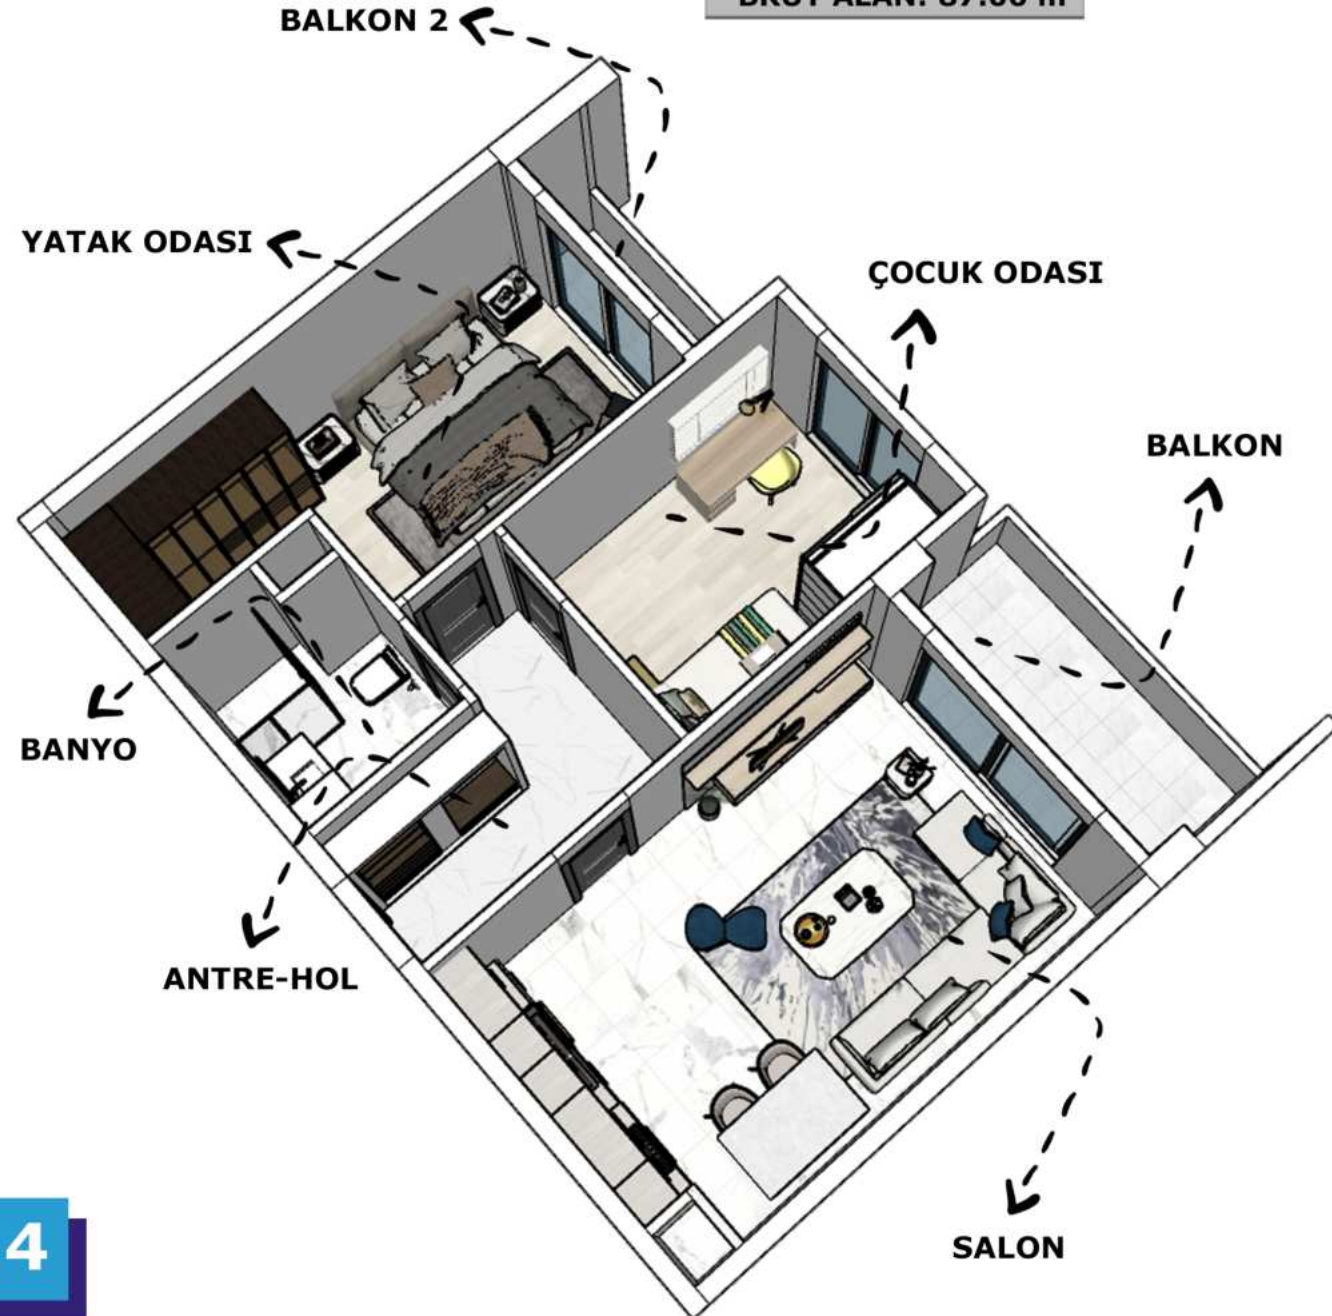 BALKON 2
YATAK ODASI
ÇOCUK ODASI
BALKON
BANYO
ANTRE-HOL
SALON
4